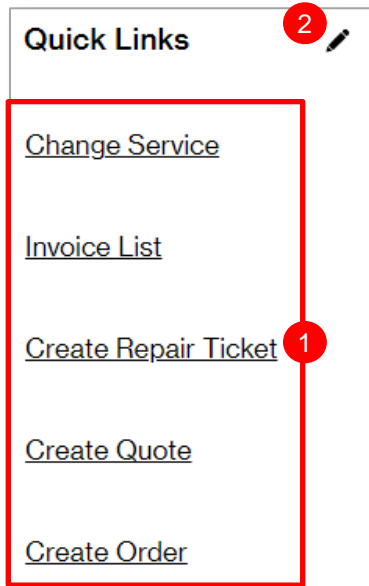 Quick Links
2
Change Service
Invoice List
Create Repair Ticket
1
Create Quote
Create Order